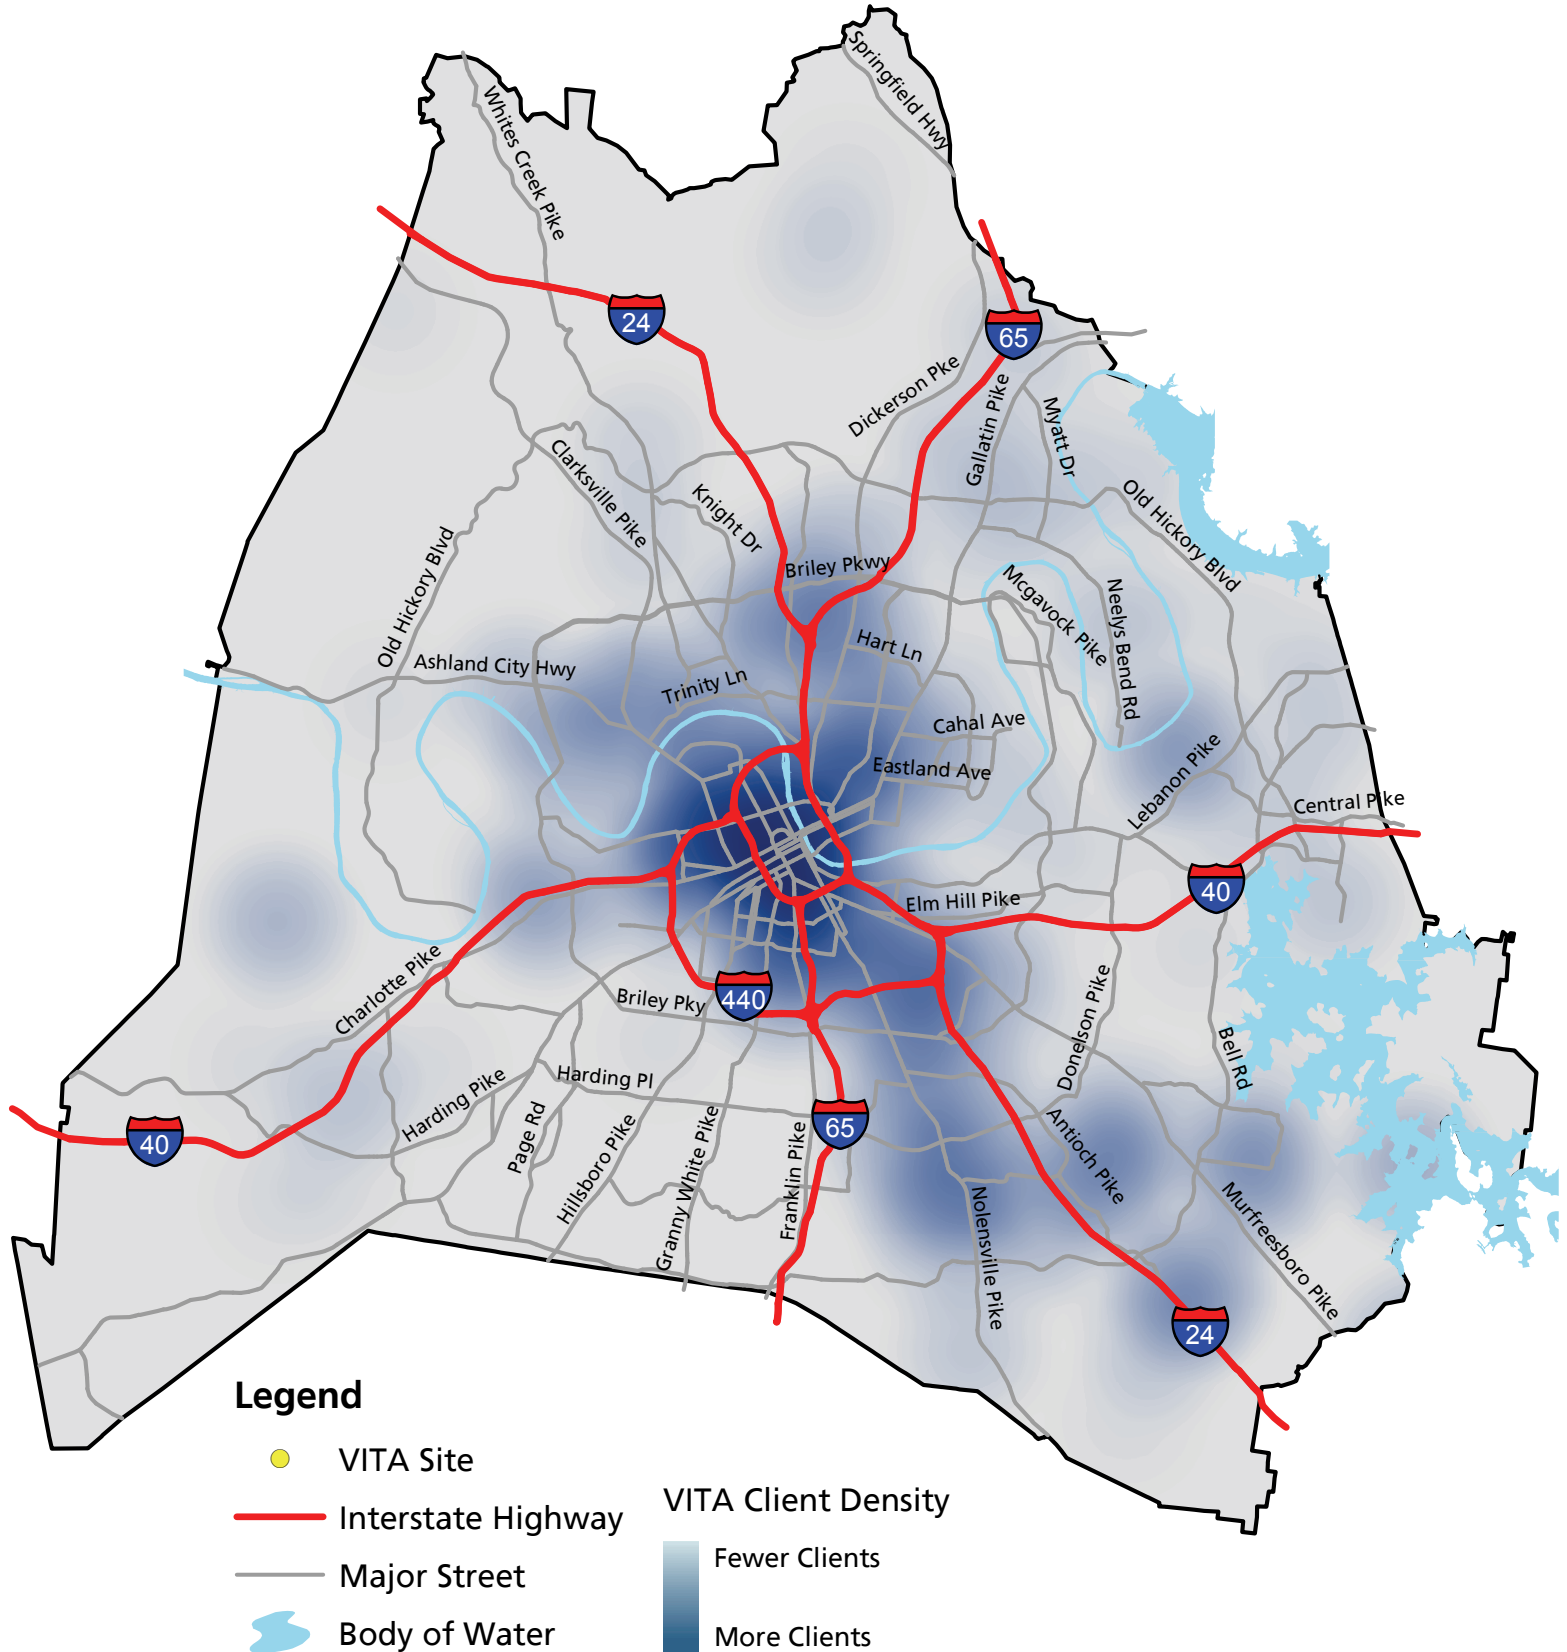 Springfield Hwy
Whites Creek Pike
24
65
Dickerson Pke
Gallatin Pike
Myatt Dr
Clarksville Pike
Knight Dr
Old Hickory Blvd
Old Hickory Blvd
Briley Pkwy
Mcgavock Pike
Neelys Bend Rd
Hart Ln
Ashland City Hwy
Trinity Ln
Cahal Ave
Eastland Ave
Lebanon Pike
Central Pike
40
Elm Hill Pike
Charlotte Pike
440
Briley Pky
Donelson Pike
Bell Rd
Harding Pl
Harding Pike
Page Rd
Hillsboro Pike
Granny White Pike
Franklin Pike
65
40
Antioch Pike
Nolensville Pike
Murfreesboro Pike
24
Legend
VITA Site
Interstate Highway
Major Street
Body of Water
VITA Client Density
Fewer Clients
More Clients